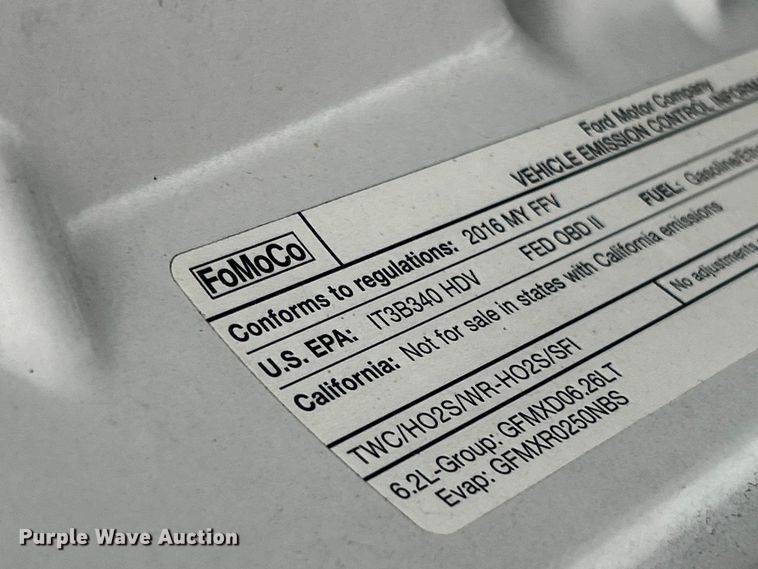 Ford Motor Company
VEHICLE EMISSION CONTROL
FoMoCo
Conforms to regulations: 2016 MY FFV
U.S. EPA: IT3B340 HDV FED OBD II FUEL:
California: Not for sale in states with California emissions
No adjustments
TWC/HO2S/WR-HO2S/SFI
6.2L-Group: GFMXD06.26LT
Evap: GFMXR0250NBS
Purple Wave Auction